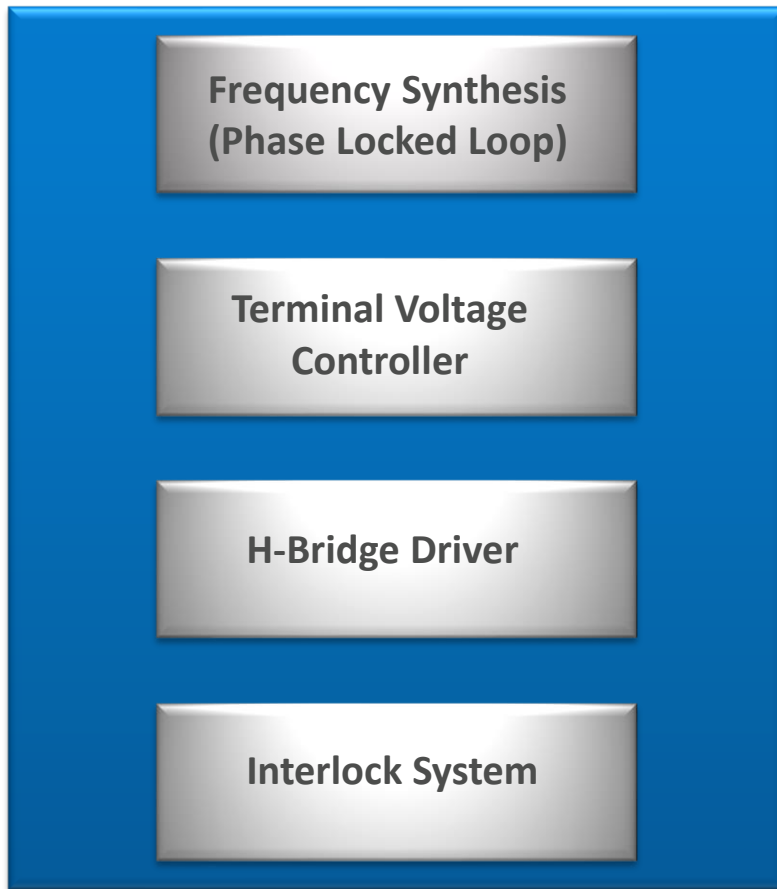 Frequency Synthesis
(Phase Locked Loop)
Terminal Voltage
Controller
H-Bridge Driver
Interlock System